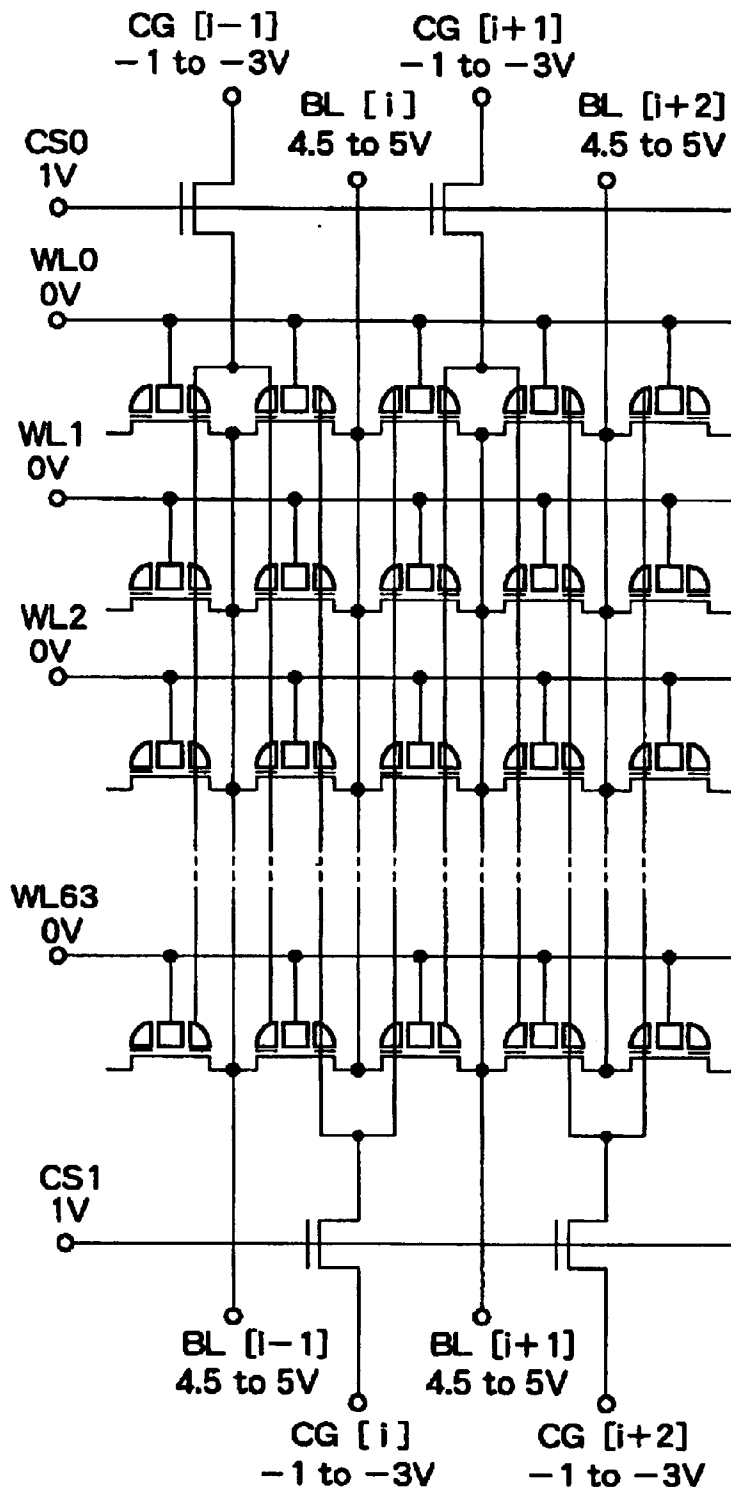 CG [i-1]
-1 to -3V
CG [i+1]
-1 to -3V
BL [i]
4.5 to 5V
BL [i+2]
4.5 to 5V
CS0
1V
WL0
0V
WL1
0V
WL2
0V
WL63
0V
CS1
1V
BL [i-1]
4.5 to 5V
BL [i+1]
4.5 to 5V
CG [i]
-1 to -3V
CG [i+2]
-1 to -3V